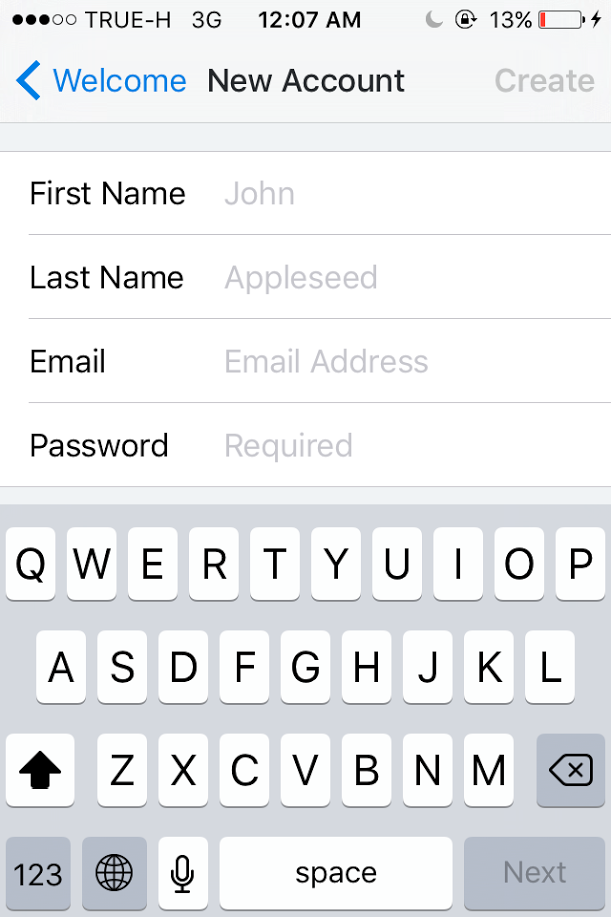 TRUE-H 3G 12:07 AM 13%
Welcome New Account Create
First Name John
Last Name Appleseed
Email Email Address
Password Required
Q W E R T Y U I O P
A S D F G H J K L
Z X C V B N M
123 space Next